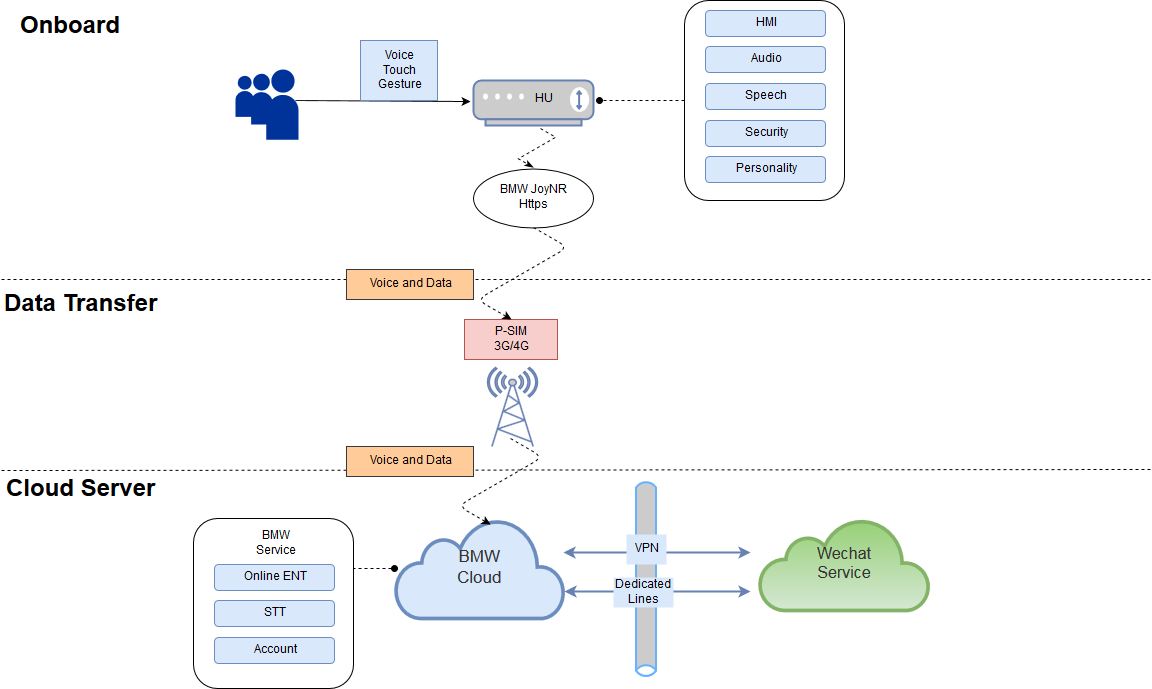 Onboard
Voice
Touch
Gesture
HU
HMI
Audio
Speech
Security
Personality
BMW JoyNR
Https
Voice and Data
Data Transfer
P-SIM
3G/4G
Voice and Data
Cloud Server
BMW
Service
Online ENT
STT
Account
BMW
Cloud
VPN
Dedicated
Lines
Wechat
Service